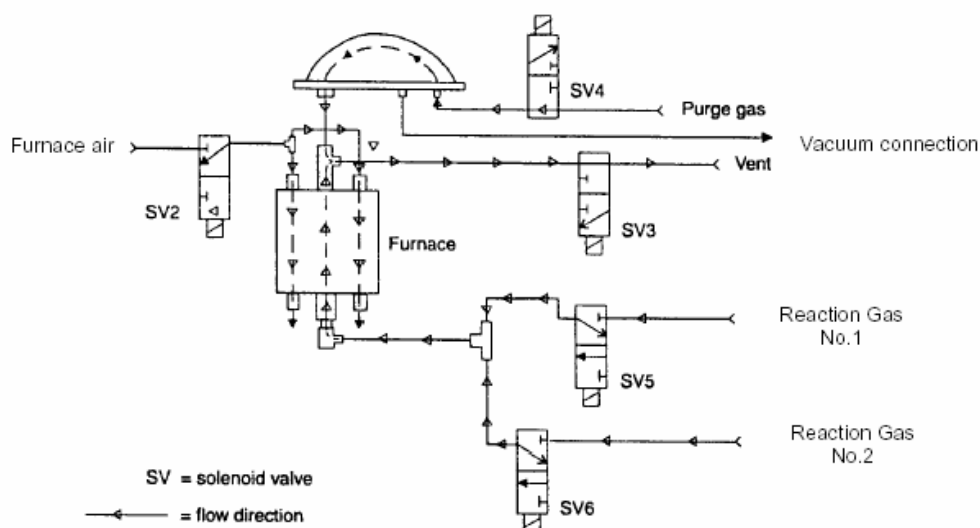 SV4
Purge gas
Furnace air
Vacuum connection
Vent
SV2
SV3
Furnace
Reaction Gas
No.1
SV5
Reaction Gas
No.2
SV = solenoid valve
SV6
= flow direction